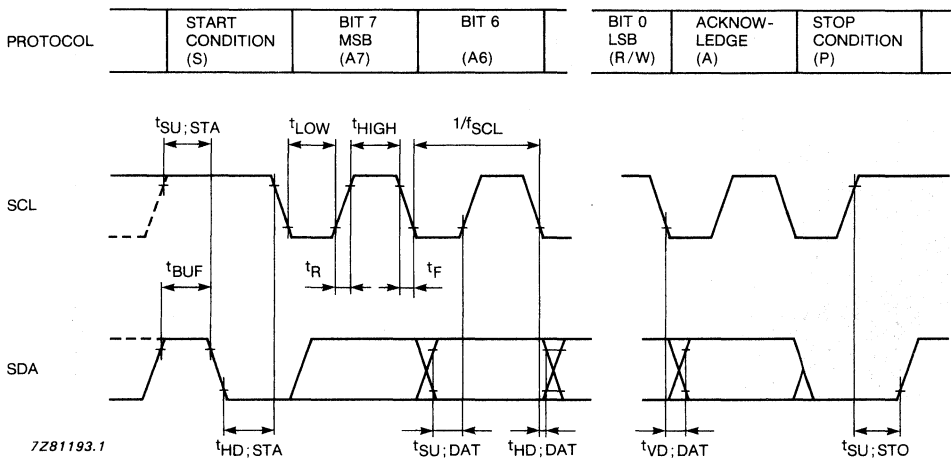 PROTOCOL
START
CONDITION
(S)
BIT 7
MSB
(A7)
BIT 6
(A6)
BIT 0
LSB
(R/W)
ACKNOW-
LEDGE
(A)
STOP
CONDITION
(P)
tSU;STA
tLOW
tHIGH
1/fSCL
SCL
tBUF
tR
tF
SDA
7Z81193.1
tHD;STA
tSU;DAT
tHD;DAT
tVD;DAT
tSU;STO